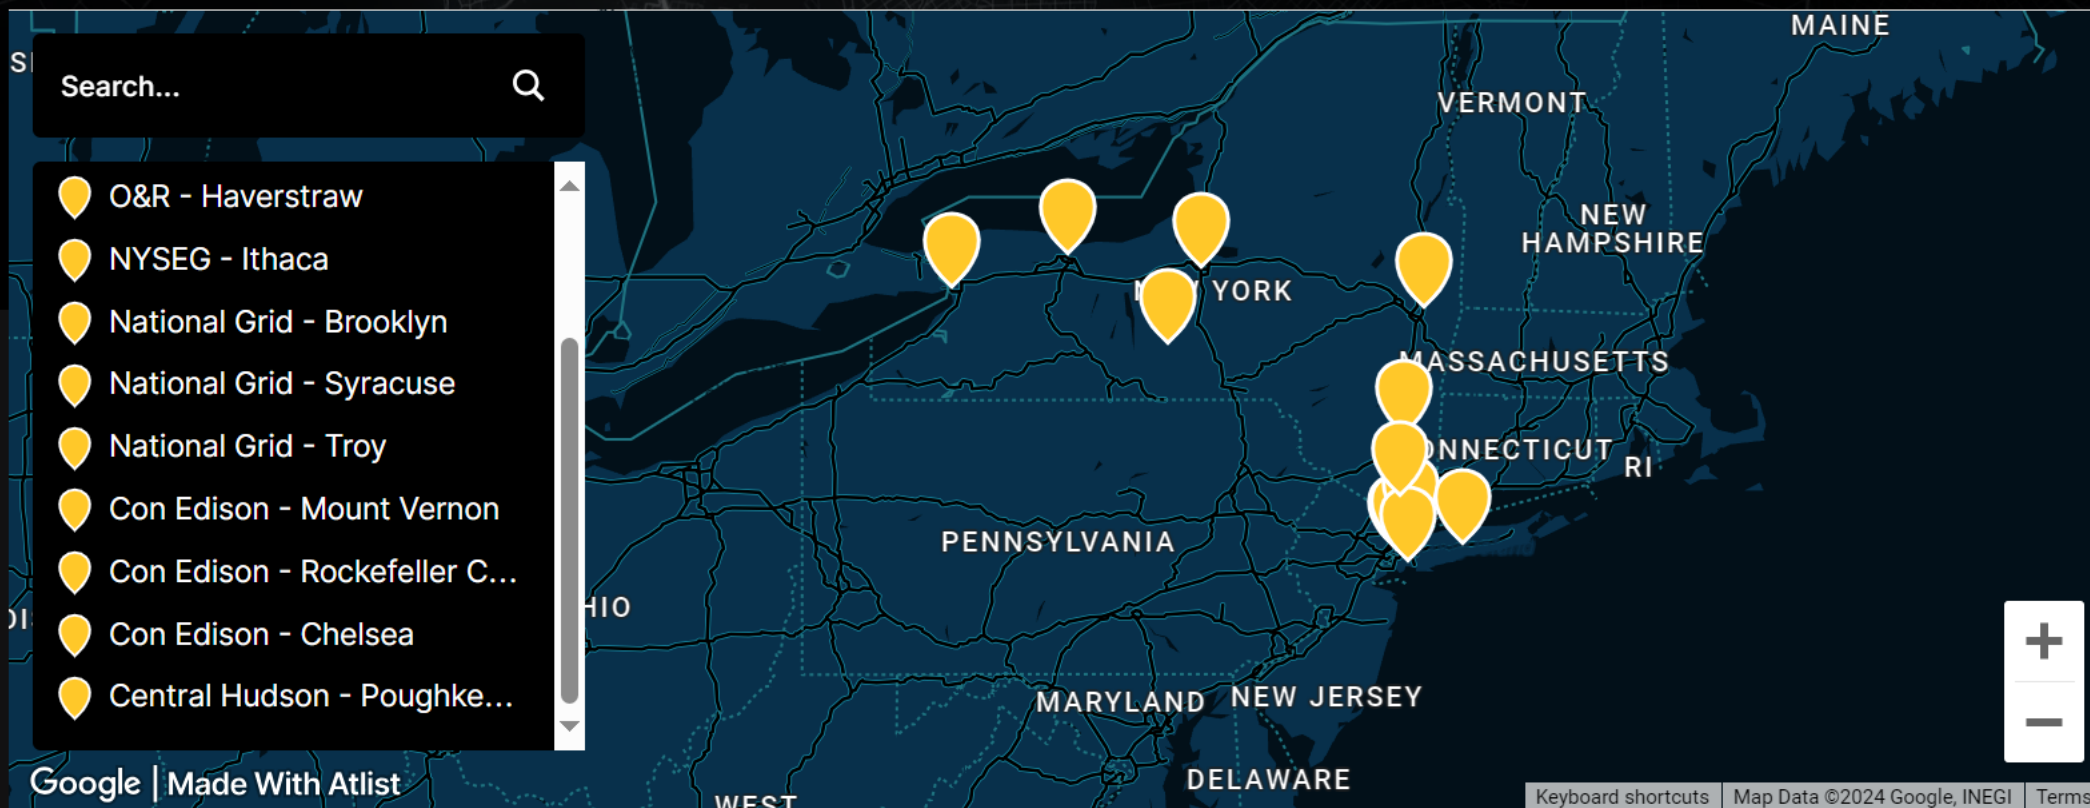 Search...
O&R - Haverstraw
NYSEG - Ithaca
National Grid - Brooklyn
National Grid - Syracuse
National Grid - Troy
Con Edison - Mount Vernon
Con Edison - Rockefeller C...
Con Edison - Chelsea
Central Hudson - Poughke...
Google | Made With Atlist
MAINE
VERMONT
NEW
HAMPSHIRE
YORK
MASSACHUSETTS
ONNECTICUT
RI
PENNSYLVANIA
HIO
MARYLAND
NEW JERSEY
DELAWARE
WEST
+
−
Keyboard shortcuts
Map Data ©2024 Google, INEGI
Terms